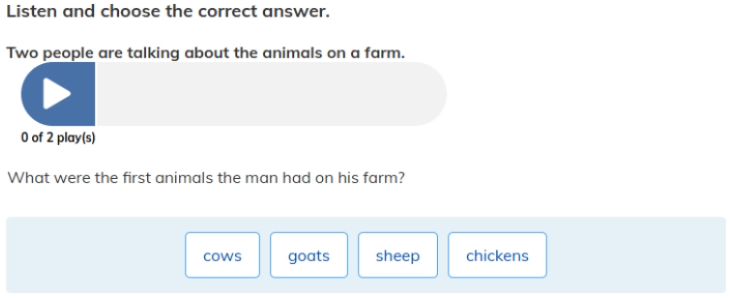 Listen and choose the correct answer.
Two people are talking about the animals on a farm.
0 of 2 play(s)
What were the first animals the man had on his farm?
cows goats sheep chickens